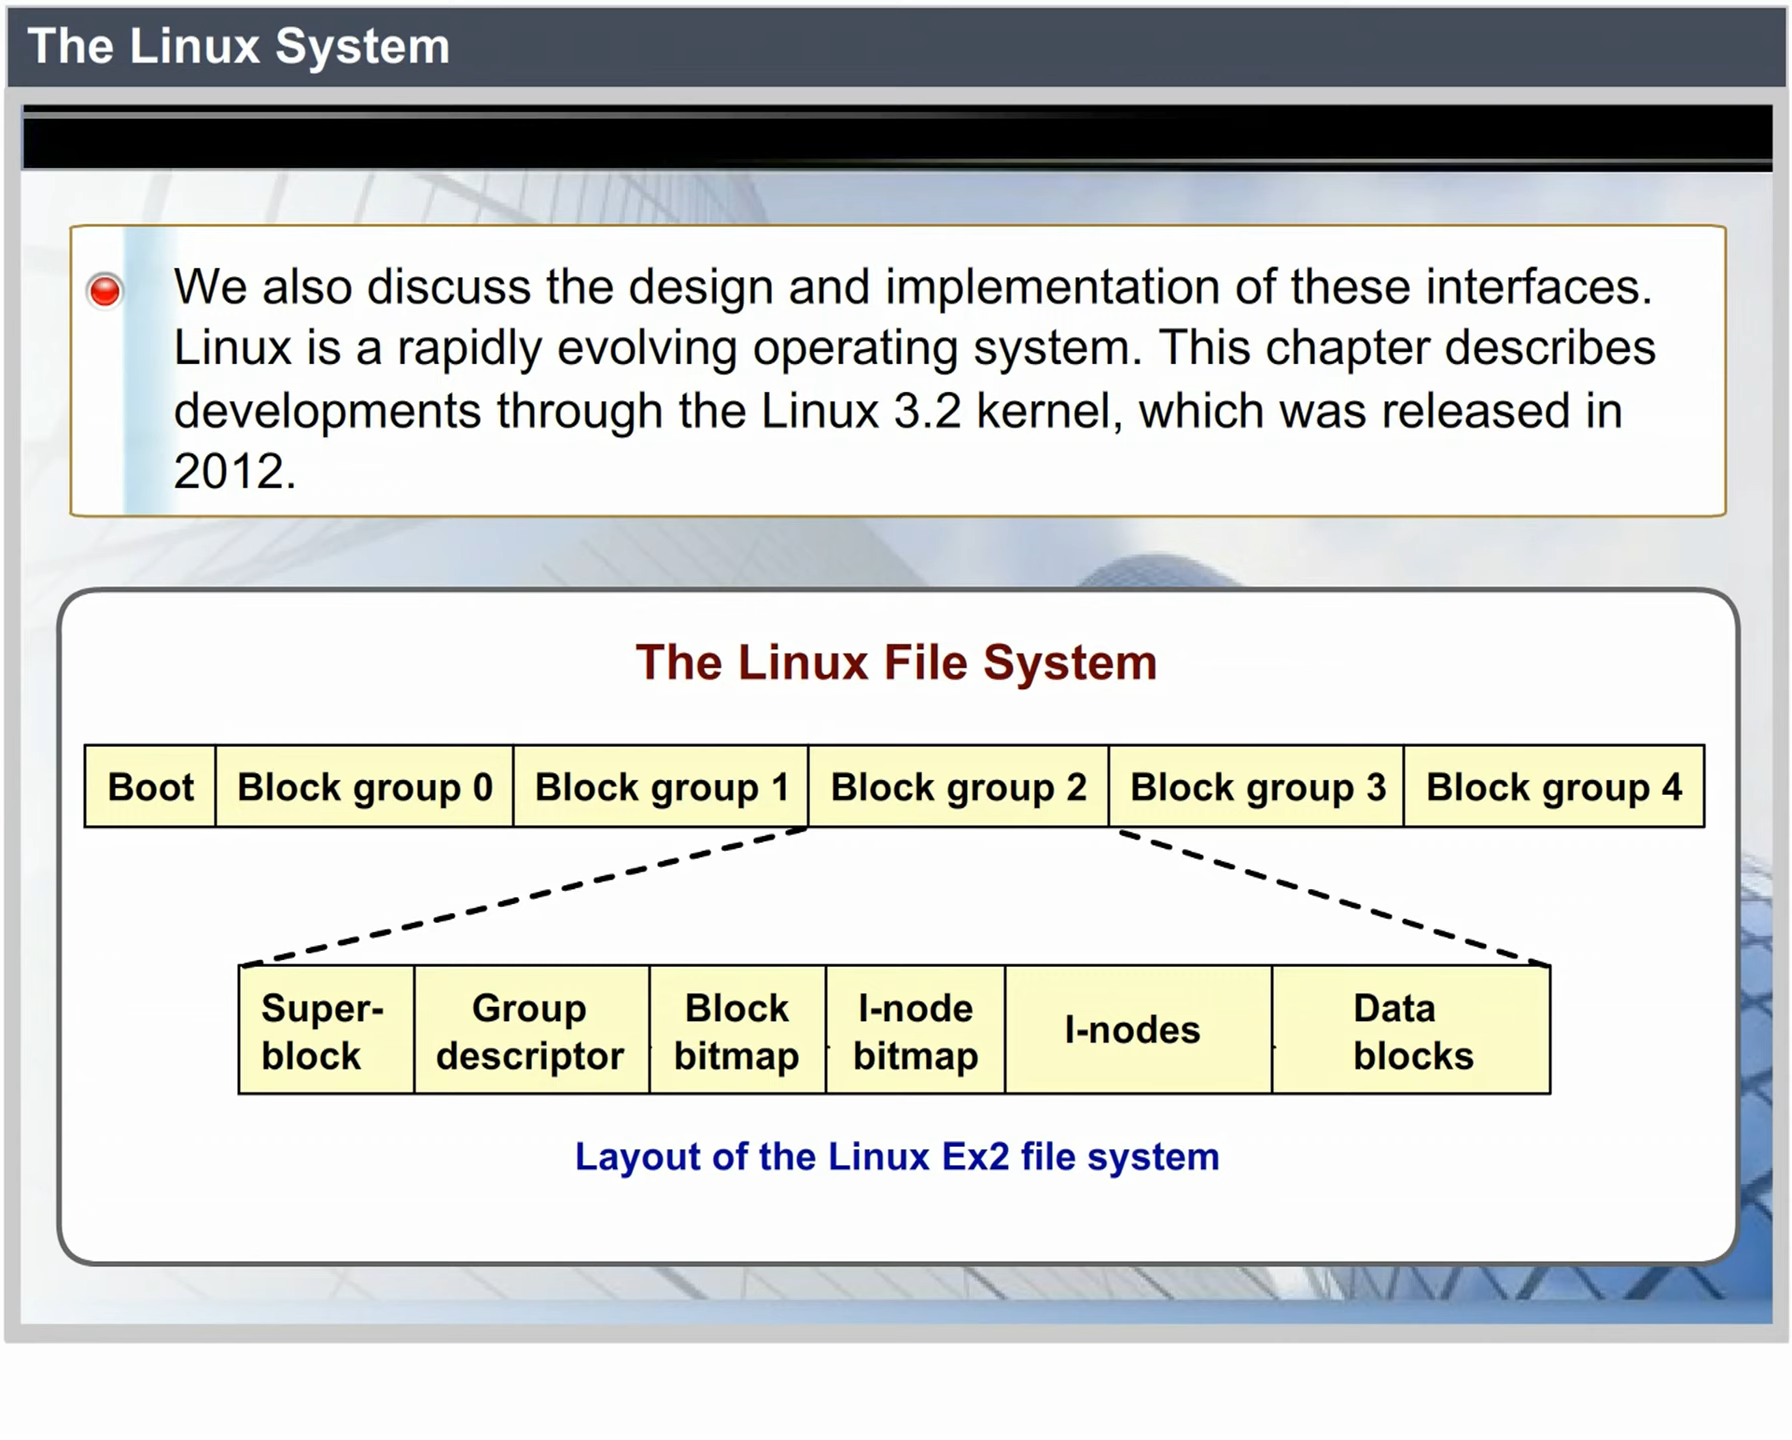 The Linux System
We also discuss the design and implementation of these interfaces.
Linux is a rapidly evolving operating system. This chapter describes
developments through the Linux 3.2 kernel, which was released in
2012.
The Linux File System
Boot Block group 0 Block group 1 Block group 2 Block group 3 Block group 4
Super-
block
Group
descriptor
Block
bitmap
I-node
bitmap
I-nodes
Data
blocks
Layout of the Linux Ex2 file system